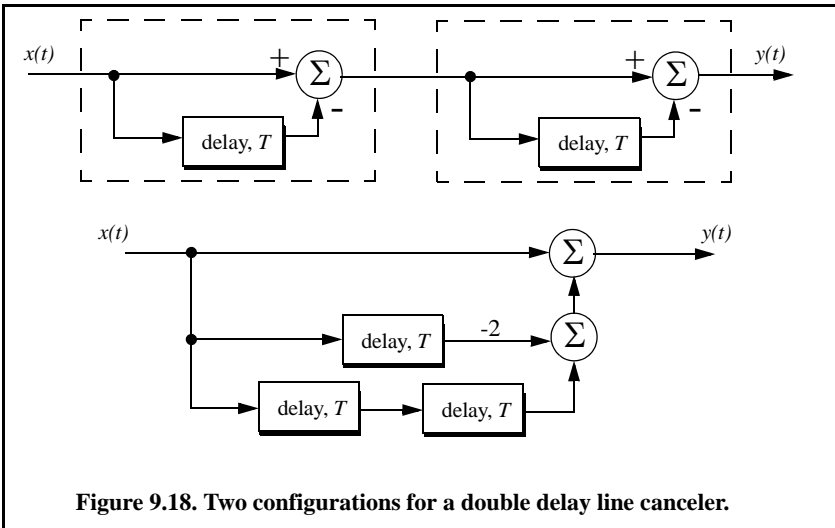 x(t) + Σ + Σ y(t)
- -
delay, T delay, T
x(t) Σ y(t)
delay, T -2 Σ
delay, T delay, T
Figure 9.18. Two configurations for a double delay line canceler.